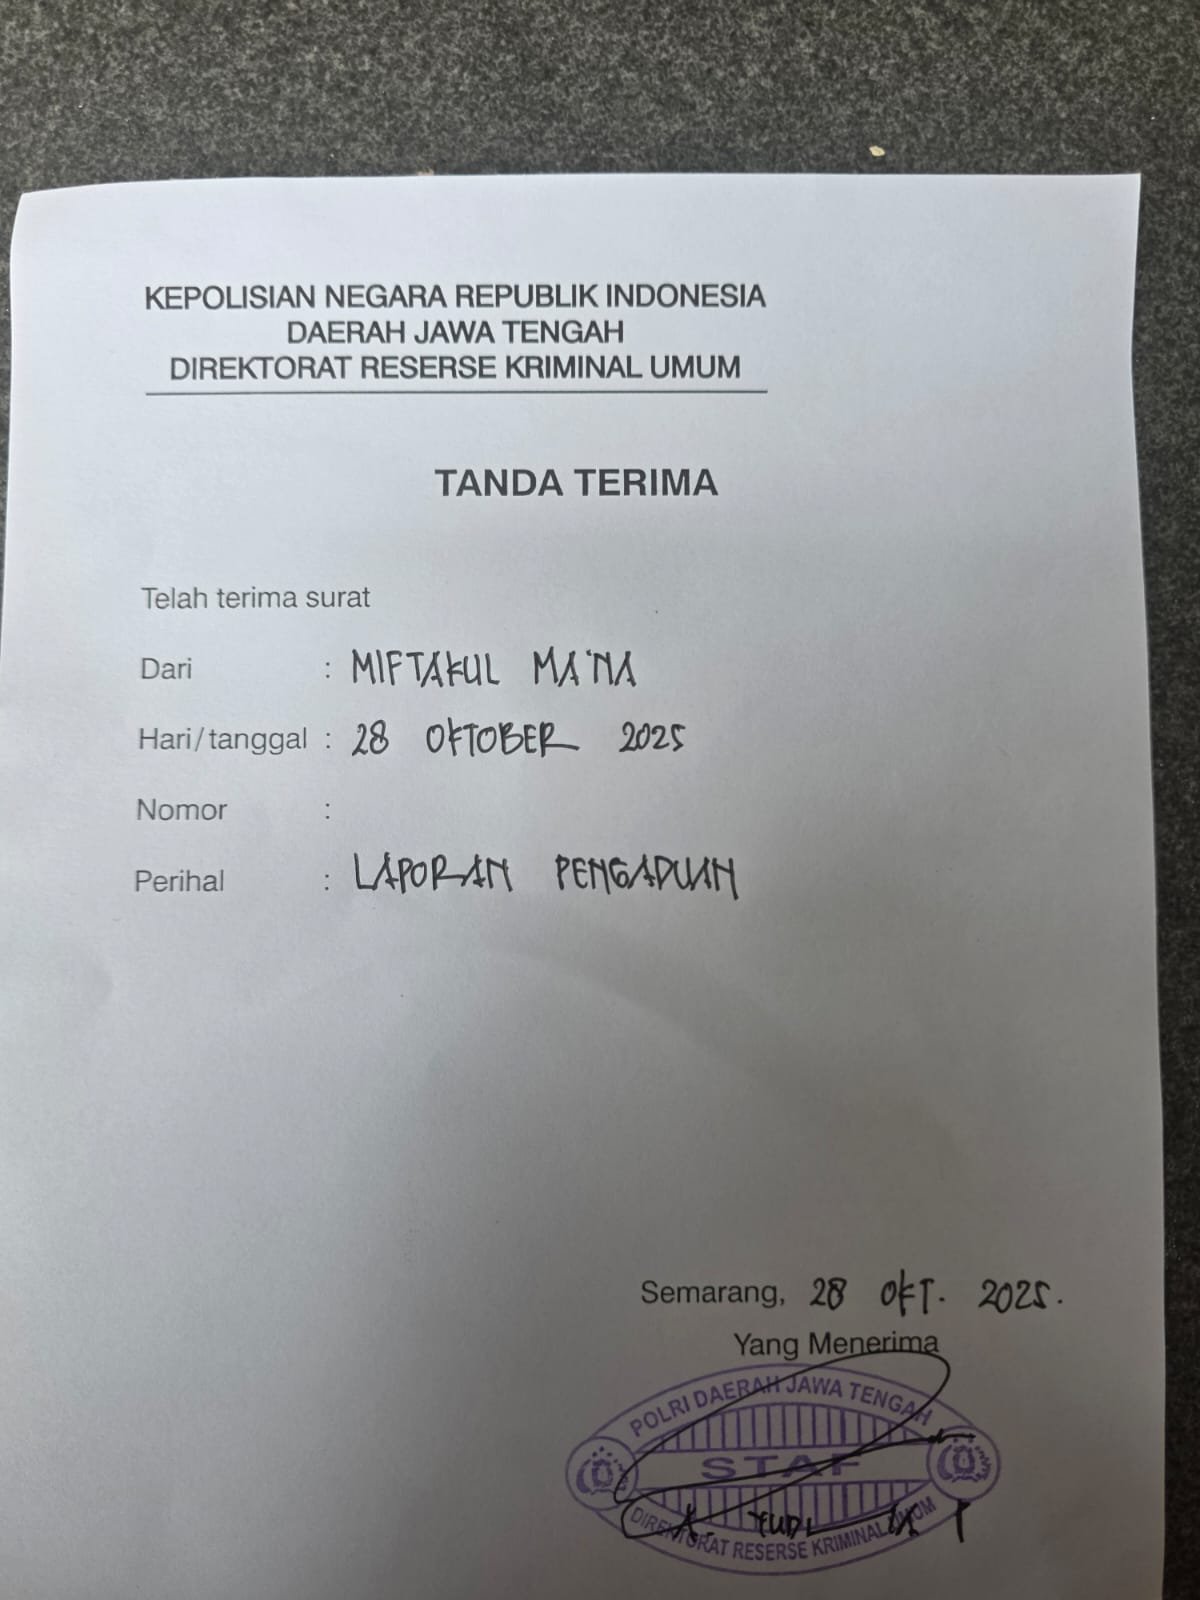 KEPOLISIAN NEGARA REPUBLIK INDONESIA
DAERAH JAWA TENGAH
DIREKTORAT RESERSE KRIMINAL UMUM
TANDA TERIMA
Telah terima surat
Dari : MIFTAKUL MA'NA
Hari/tanggal : 28 OKTOBER 2025
Nomor :
Perihal : LAPORAN PENGADUAN
Semarang, 28 OKT. 2025.
Yang Menerima
POLRI DAERAH JAWA TENGAH
STAF
DIREKTORAT RESERSE KRIMINAL UMUM